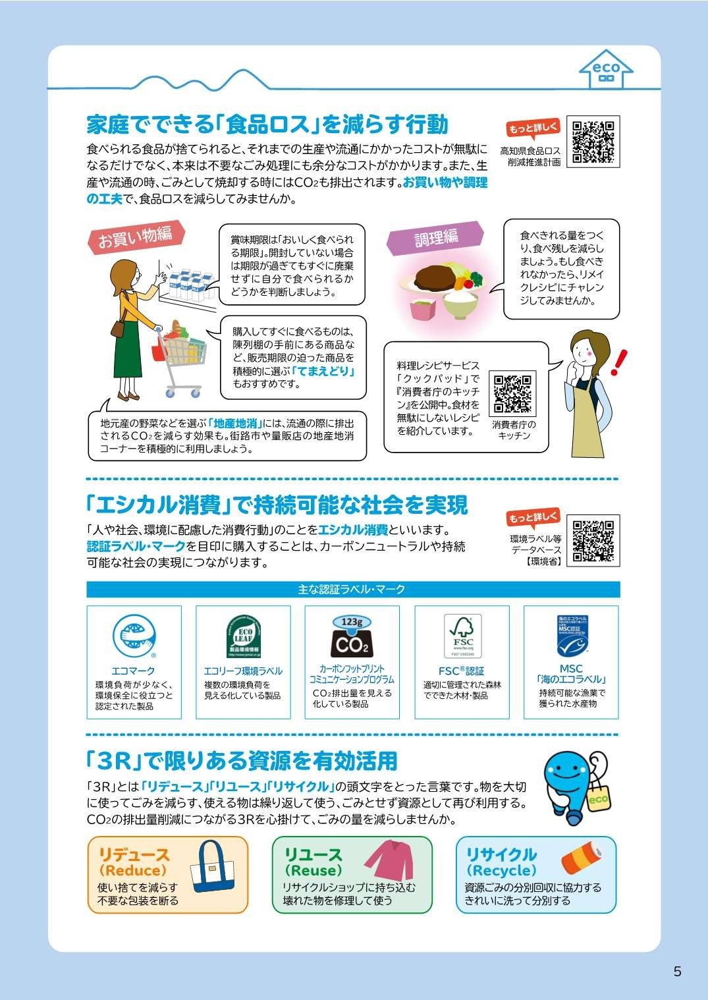 eco
家庭でできる「食品ロス」を減らす行動
食べられる食品が捨てられると、それまでの生産や流通にかかったコストが無駄に
なるだけでなく、本来は不要なごみ処理にも余分なコストがかかります。また、生
産や流通の時、ごみとして焼却する時にはCO₂も排出されます。お買い物や調理
の工夫で、食品ロスを減らしてみませんか。
もっと詳しく
高知県食品ロス
削減推進計画
お買い物編
賞味期限は「おいしく食べられ
る期限」。開封していない場合
は期限が過ぎてもすぐに廃棄
せずに自分で食べられるか
どうかを判断しましょう。
購入してすぐに食べるものは、
陳列棚の手前にある商品な
ど、販売期限の迫った商品を
積極的に選ぶ「てまえどり」
もおすすめです。
地元産の野菜などを選ぶ「地産地消」には、流通の際に排出
されるCO₂を減らす効果も。街路市や量販店の地産地消
コーナーを積極的に利用しましょう。
調理編
食べきれる量をつく
り、食べ残しを減らし
ましょう。もし食べき
れなかったら、リメイ
クレシピにチャレン
ジしてみませんか。
料理レシピサービス
「クックパッド」で
『消費者庁のキッチ
ン』を公開中。食材を
無駄にしないレシピ
を紹介しています。
消費者庁の
キッチン
「エシカル消費」で持続可能な社会を実現
「人や社会、環境に配慮した消費行動」のことをエシカル消費といいます。
認証ラベル・マークを目印に購入することは、カーボンニュートラルや持続
可能な社会の実現につながります。
もっと詳しく
環境ラベル等
データベース
【環境省】
主な認証ラベル・マーク
エコマーク
環境負荷が少なく、
環境保全に役立つと
認定された製品
ECO
LEAF
製品環境情報
http://www.jemai.or.jp
エコリーフ環境ラベル
複数の環境負荷を
見える化している製品
123g
CO₂
カーボンフットプリント
コミュニケーションプログラム
CO₂排出量を見える
化している製品
FSC
www.fsc.org
FSC® C002340
FSC®認証
適切に管理された森林
でできた木材・製品
海のエコラベル
MSC認証
www.msc.org/jp
MSC
「海のエコラベル」
持続可能な漁業で
獲られた水産物
「3R」で限りある資源を有効活用
「3R」とは「リデュース」「リユース」「リサイクル」の頭文字をとった言葉です。物を大切
に使ってごみを減らす、使える物は繰り返して使う、ごみとせず資源として再び利用する。
CO₂の排出量削減につながる3Rを心掛けて、ごみの量を減らしませんか。
eco
リデュース
(Reduce)
使い捨てを減らす
不要な包装を断る
リユース
(Reuse)
リサイクルショップに持ち込む
壊れた物を修理して使う
リサイクル
(Recycle)
資源ごみの分別回収に協力する
きれいに洗って分別する
5